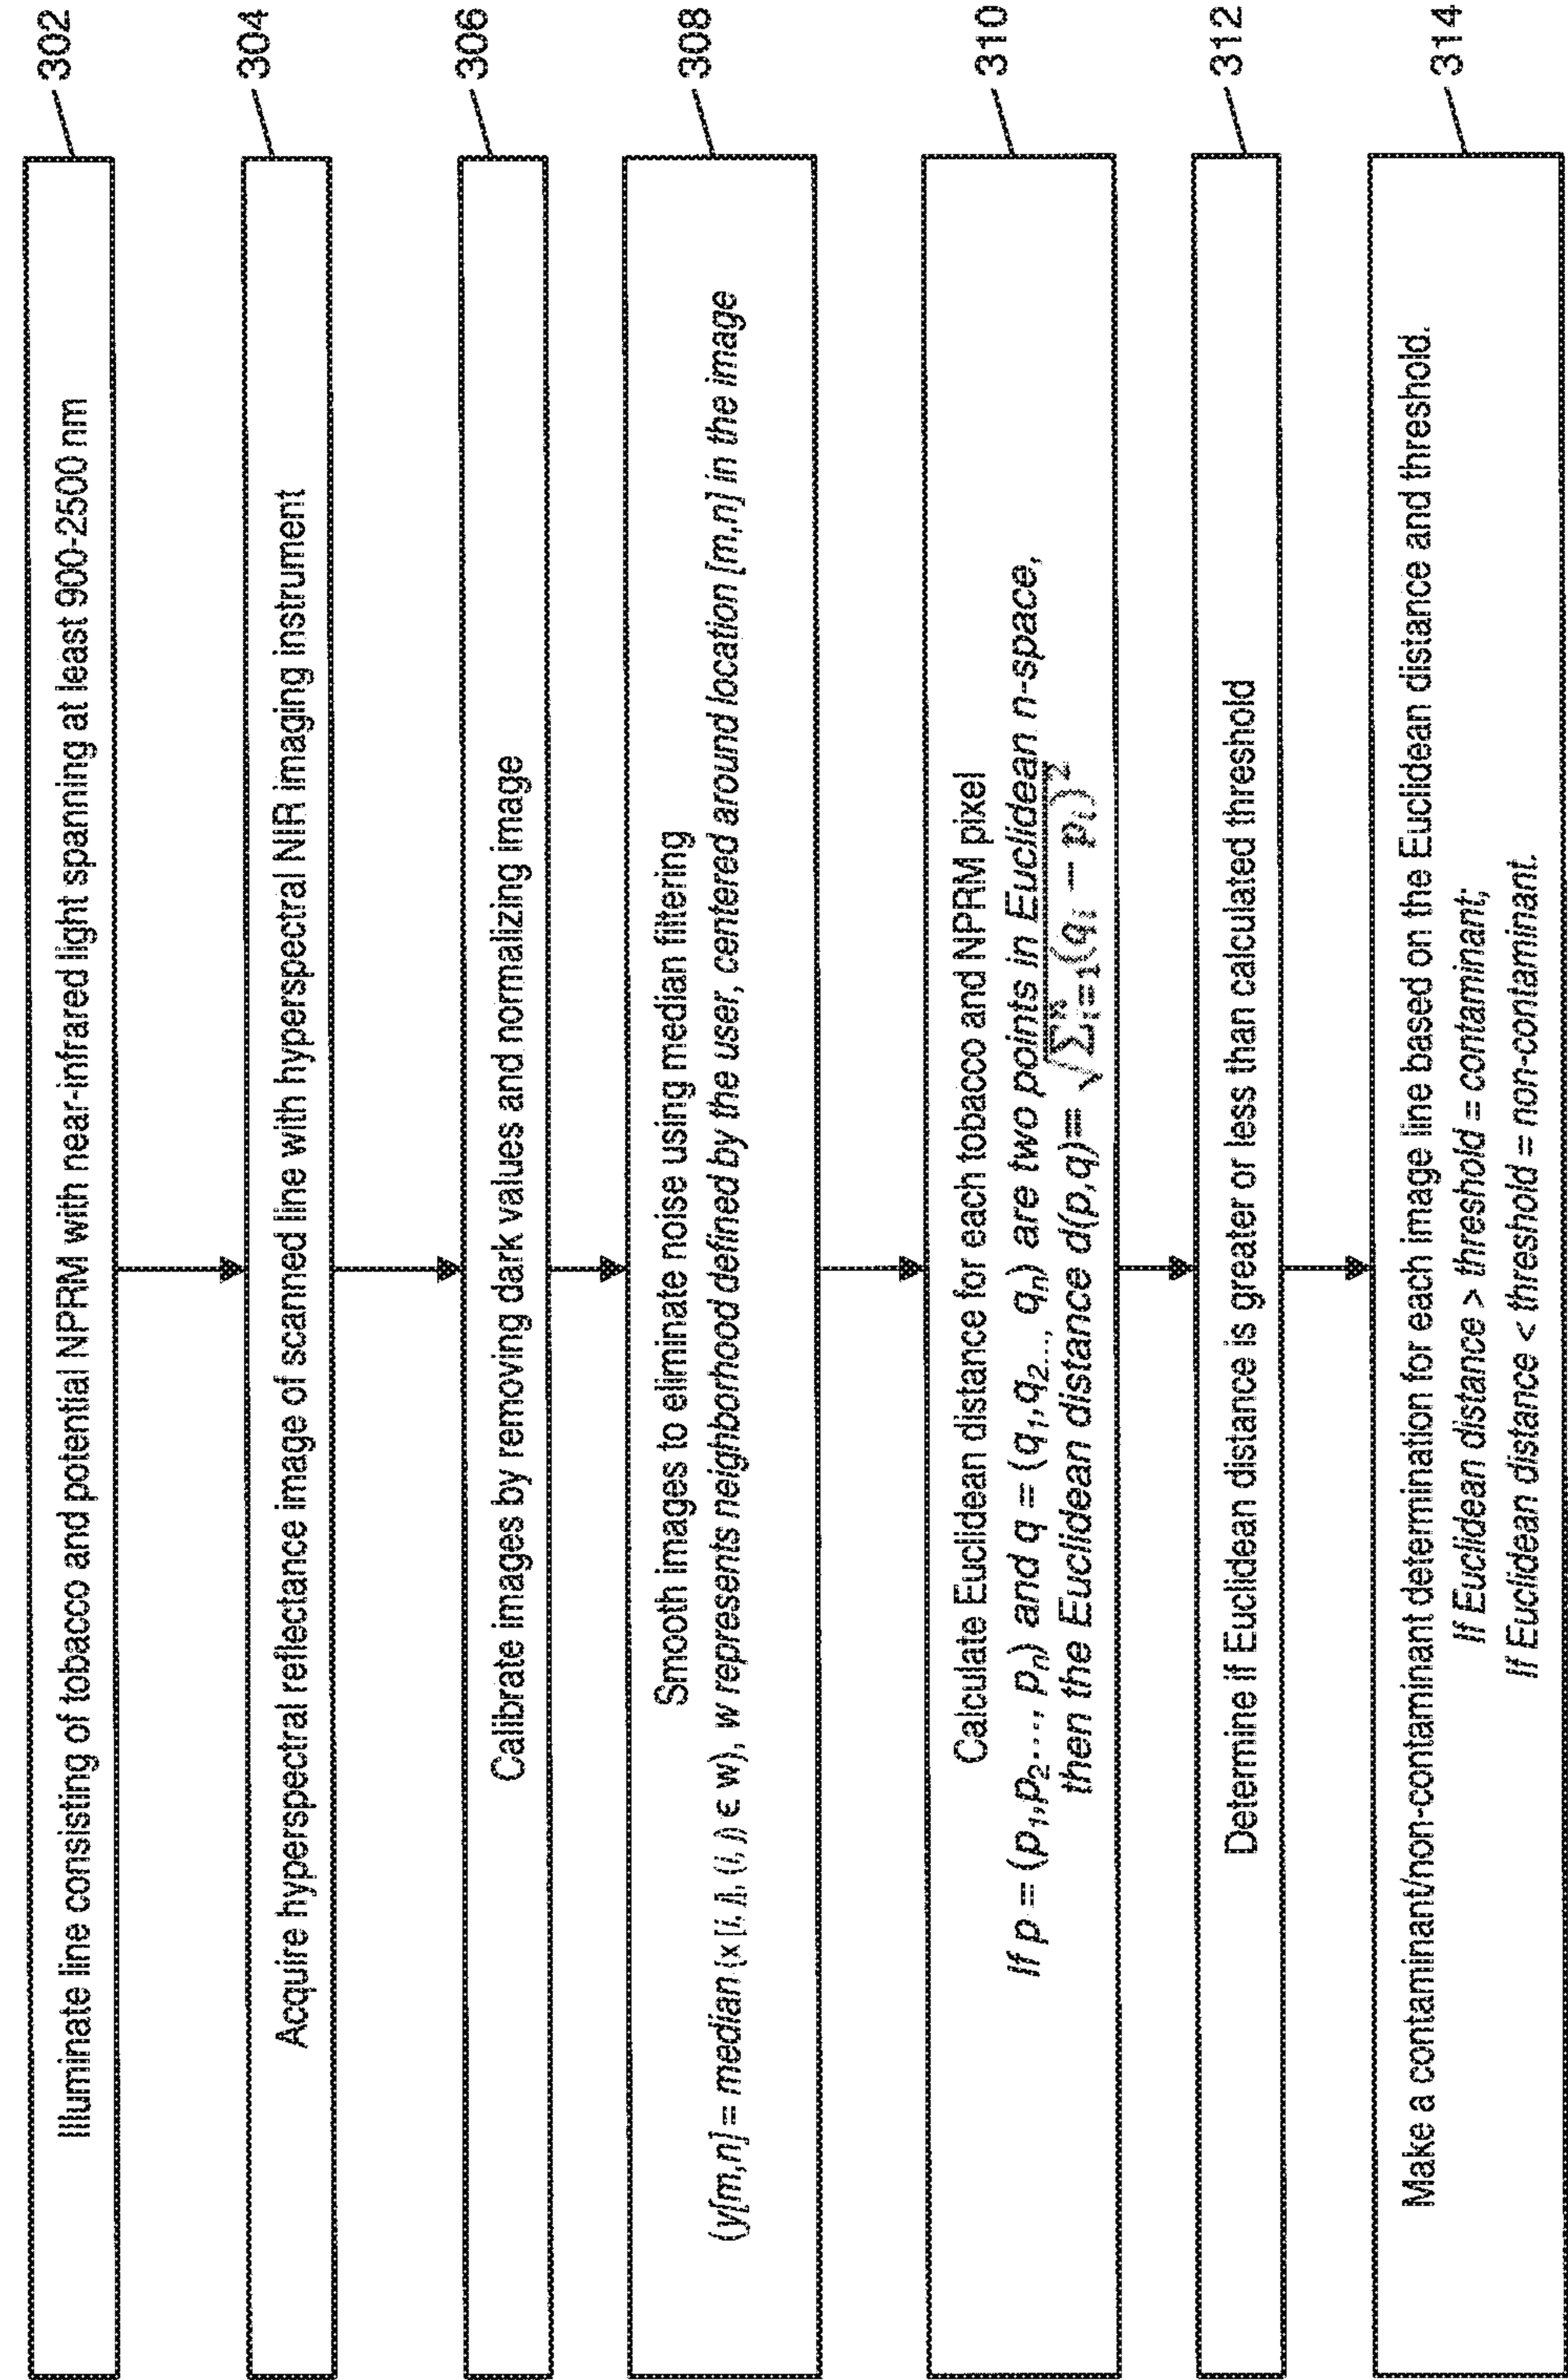 Illuminate line consisting of tobacco and potential NPRM with near-infrared light spanning at least 900-2500 nm
302
Acquire hyperspectral reflectance image of scanned line with hyperspectral NIR imaging instrument
304
Calibrate images by removing dark values and normalizing image
306
Smooth images to eliminate noise using median filtering
(y[m,n] = median {x [i, j], (i, j) ∈ w), w represents neighborhood defined by the user, centered around location [m,n] in the image
308
Calculate Euclidean distance for each tobacco and NPRM pixel
If p = (p₁,p₂..., pₙ) and q = (q₁,q₂..., qₙ) are two points in Euclidean n-space,
then the Euclidean distance d(p,q)= √Σⁿᵢ₌₁(qᵢ − pᵢ)²
310
Determine if Euclidean distance is greater or less than calculated threshold
312
Make a contaminant/non-contaminant determination for each image line based on the Euclidean distance and threshold.
If Euclidean distance > threshold = contaminant;
If Euclidean distance < threshold = non-contaminant.
314